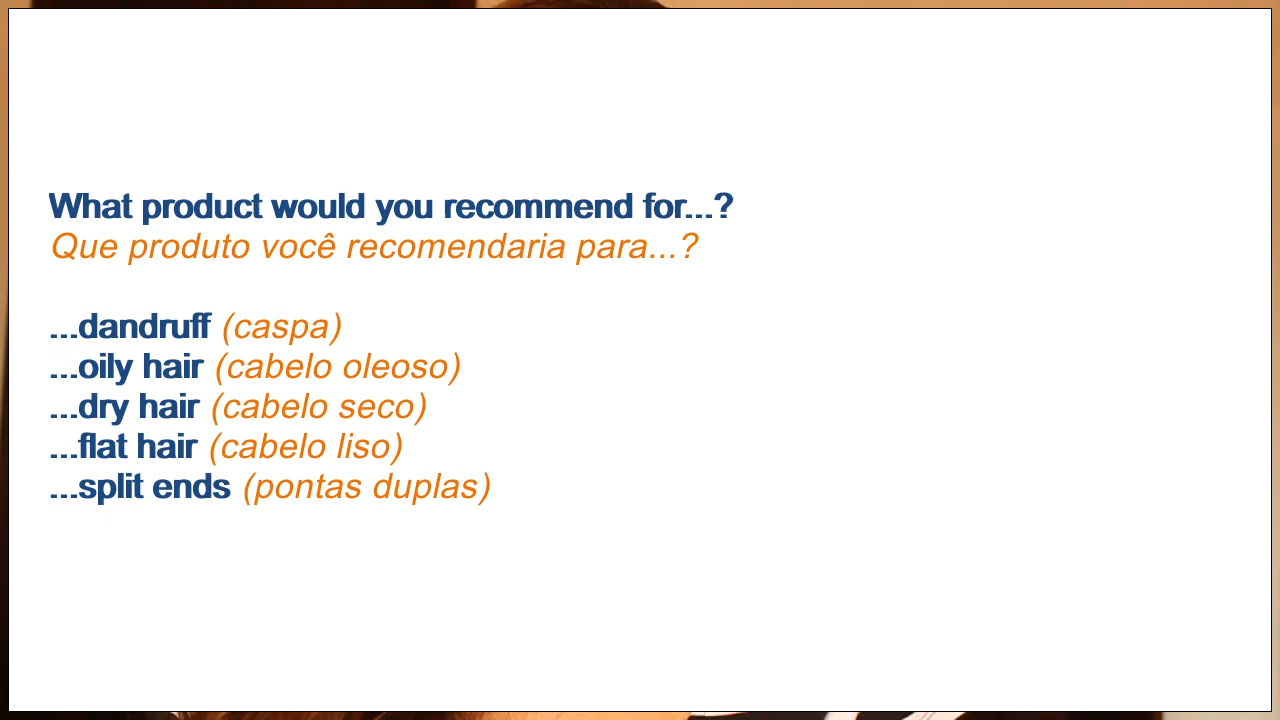 What product would you recommend for...?
Que produto você recomendaria para...?
...dandruff (caspa)
...oily hair (cabelo oleoso)
...dry hair (cabelo seco)
...flat hair (cabelo liso)
...split ends (pontas duplas)